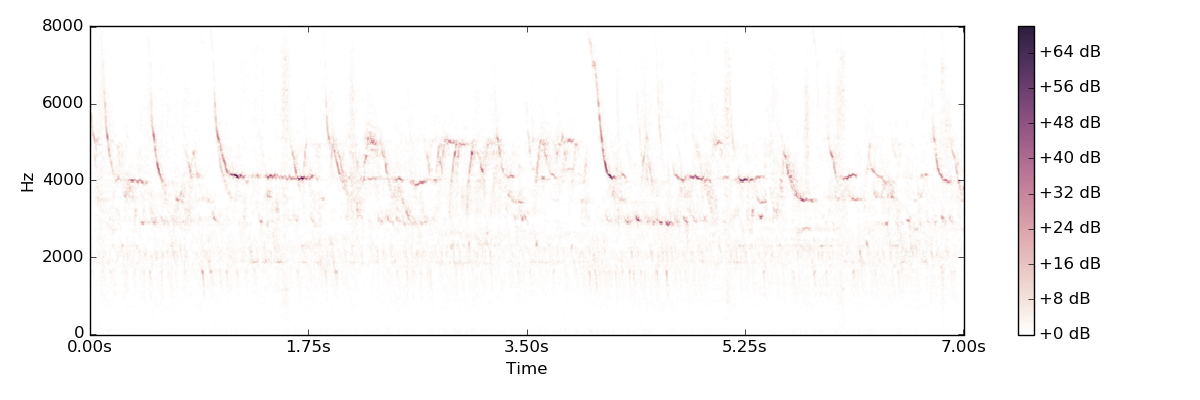 8000
6000
4000
2000
0
Hz
0.00s 1.75s 3.50s 5.25s 7.00s
Time
+64 dB
+56 dB
+48 dB
+40 dB
+32 dB
+24 dB
+16 dB
+8 dB
+0 dB